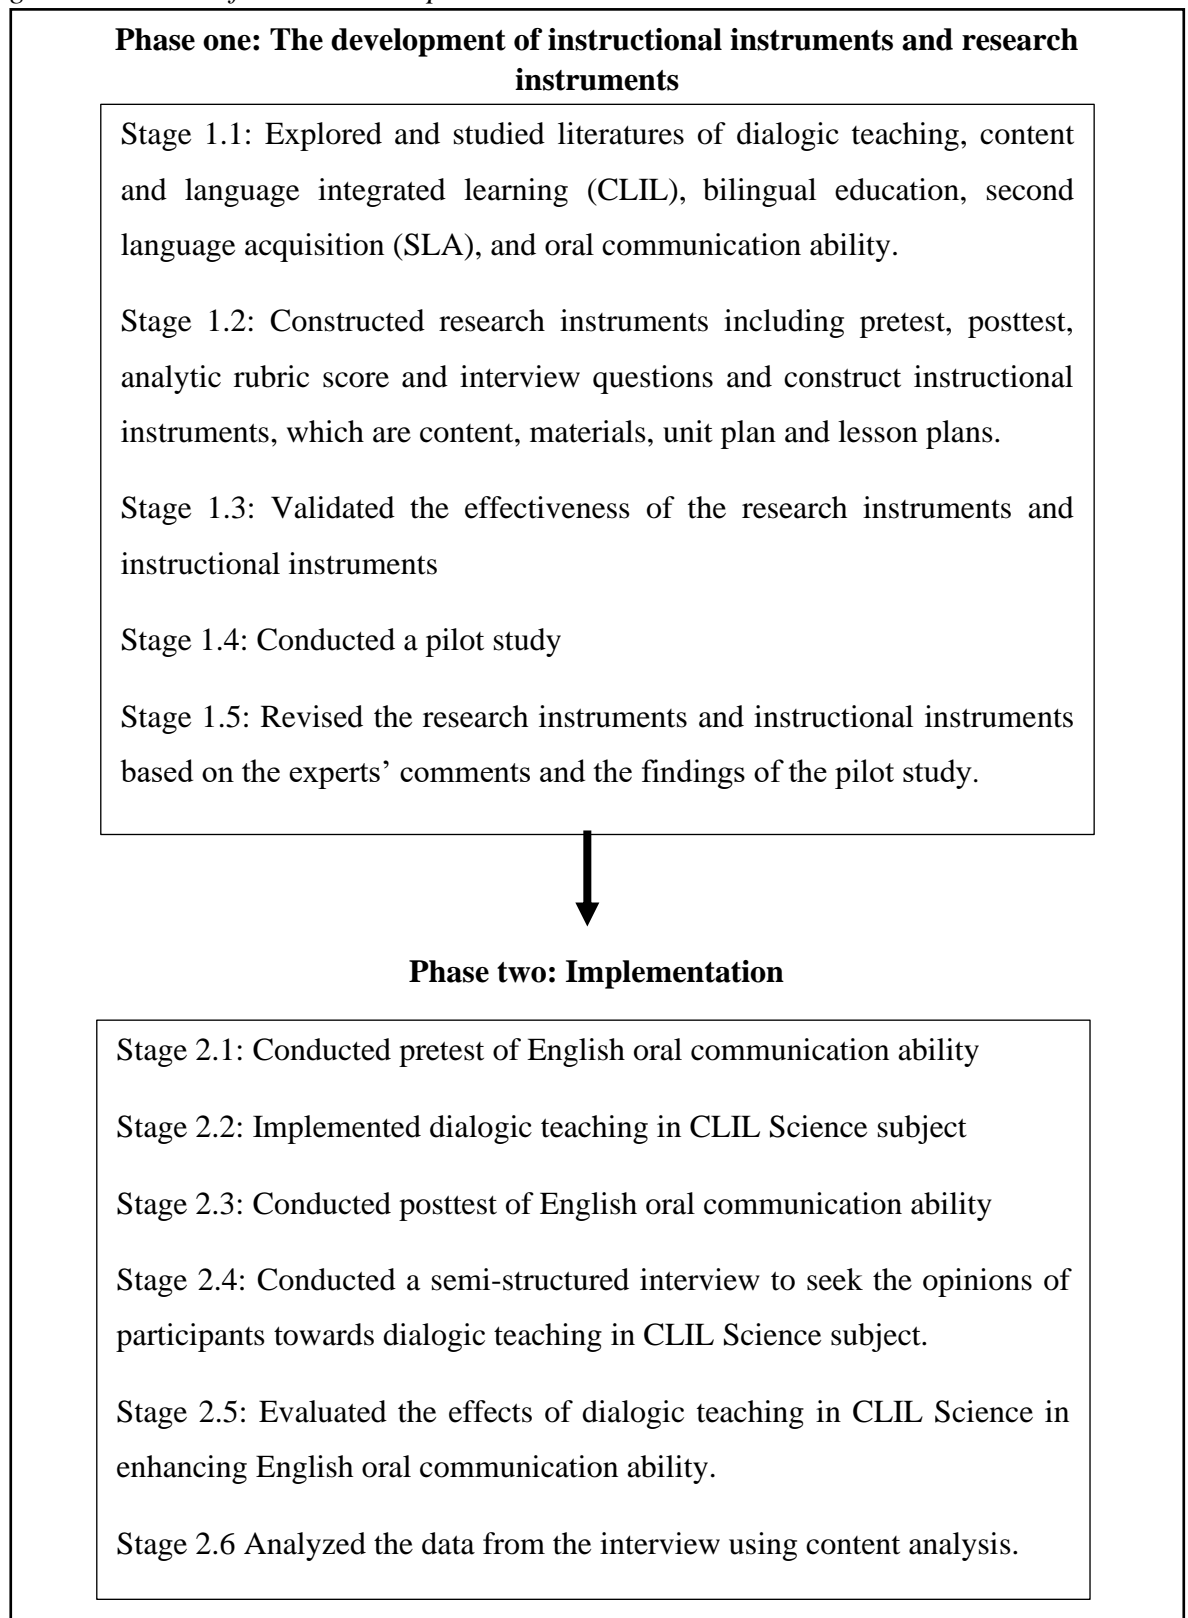 Phase one: The development of instructional instruments and research
instruments
Stage 1.1: Explored and studied literatures of dialogic teaching, content
and language integrated learning (CLIL), bilingual education, second
language acquisition (SLA), and oral communication ability.
Stage 1.2: Constructed research instruments including pretest, posttest,
analytic rubric score and interview questions and construct instructional
instruments, which are content, materials, unit plan and lesson plans.
Stage 1.3: Validated the effectiveness of the research instruments and
instructional instruments
Stage 1.4: Conducted a pilot study
Stage 1.5: Revised the research instruments and instructional instruments
based on the experts’ comments and the findings of the pilot study.
Phase two: Implementation
Stage 2.1: Conducted pretest of English oral communication ability
Stage 2.2: Implemented dialogic teaching in CLIL Science subject
Stage 2.3: Conducted posttest of English oral communication ability
Stage 2.4: Conducted a semi-structured interview to seek the opinions of
participants towards dialogic teaching in CLIL Science subject.
Stage 2.5: Evaluated the effects of dialogic teaching in CLIL Science in
enhancing English oral communication ability.
Stage 2.6 Analyzed the data from the interview using content analysis.